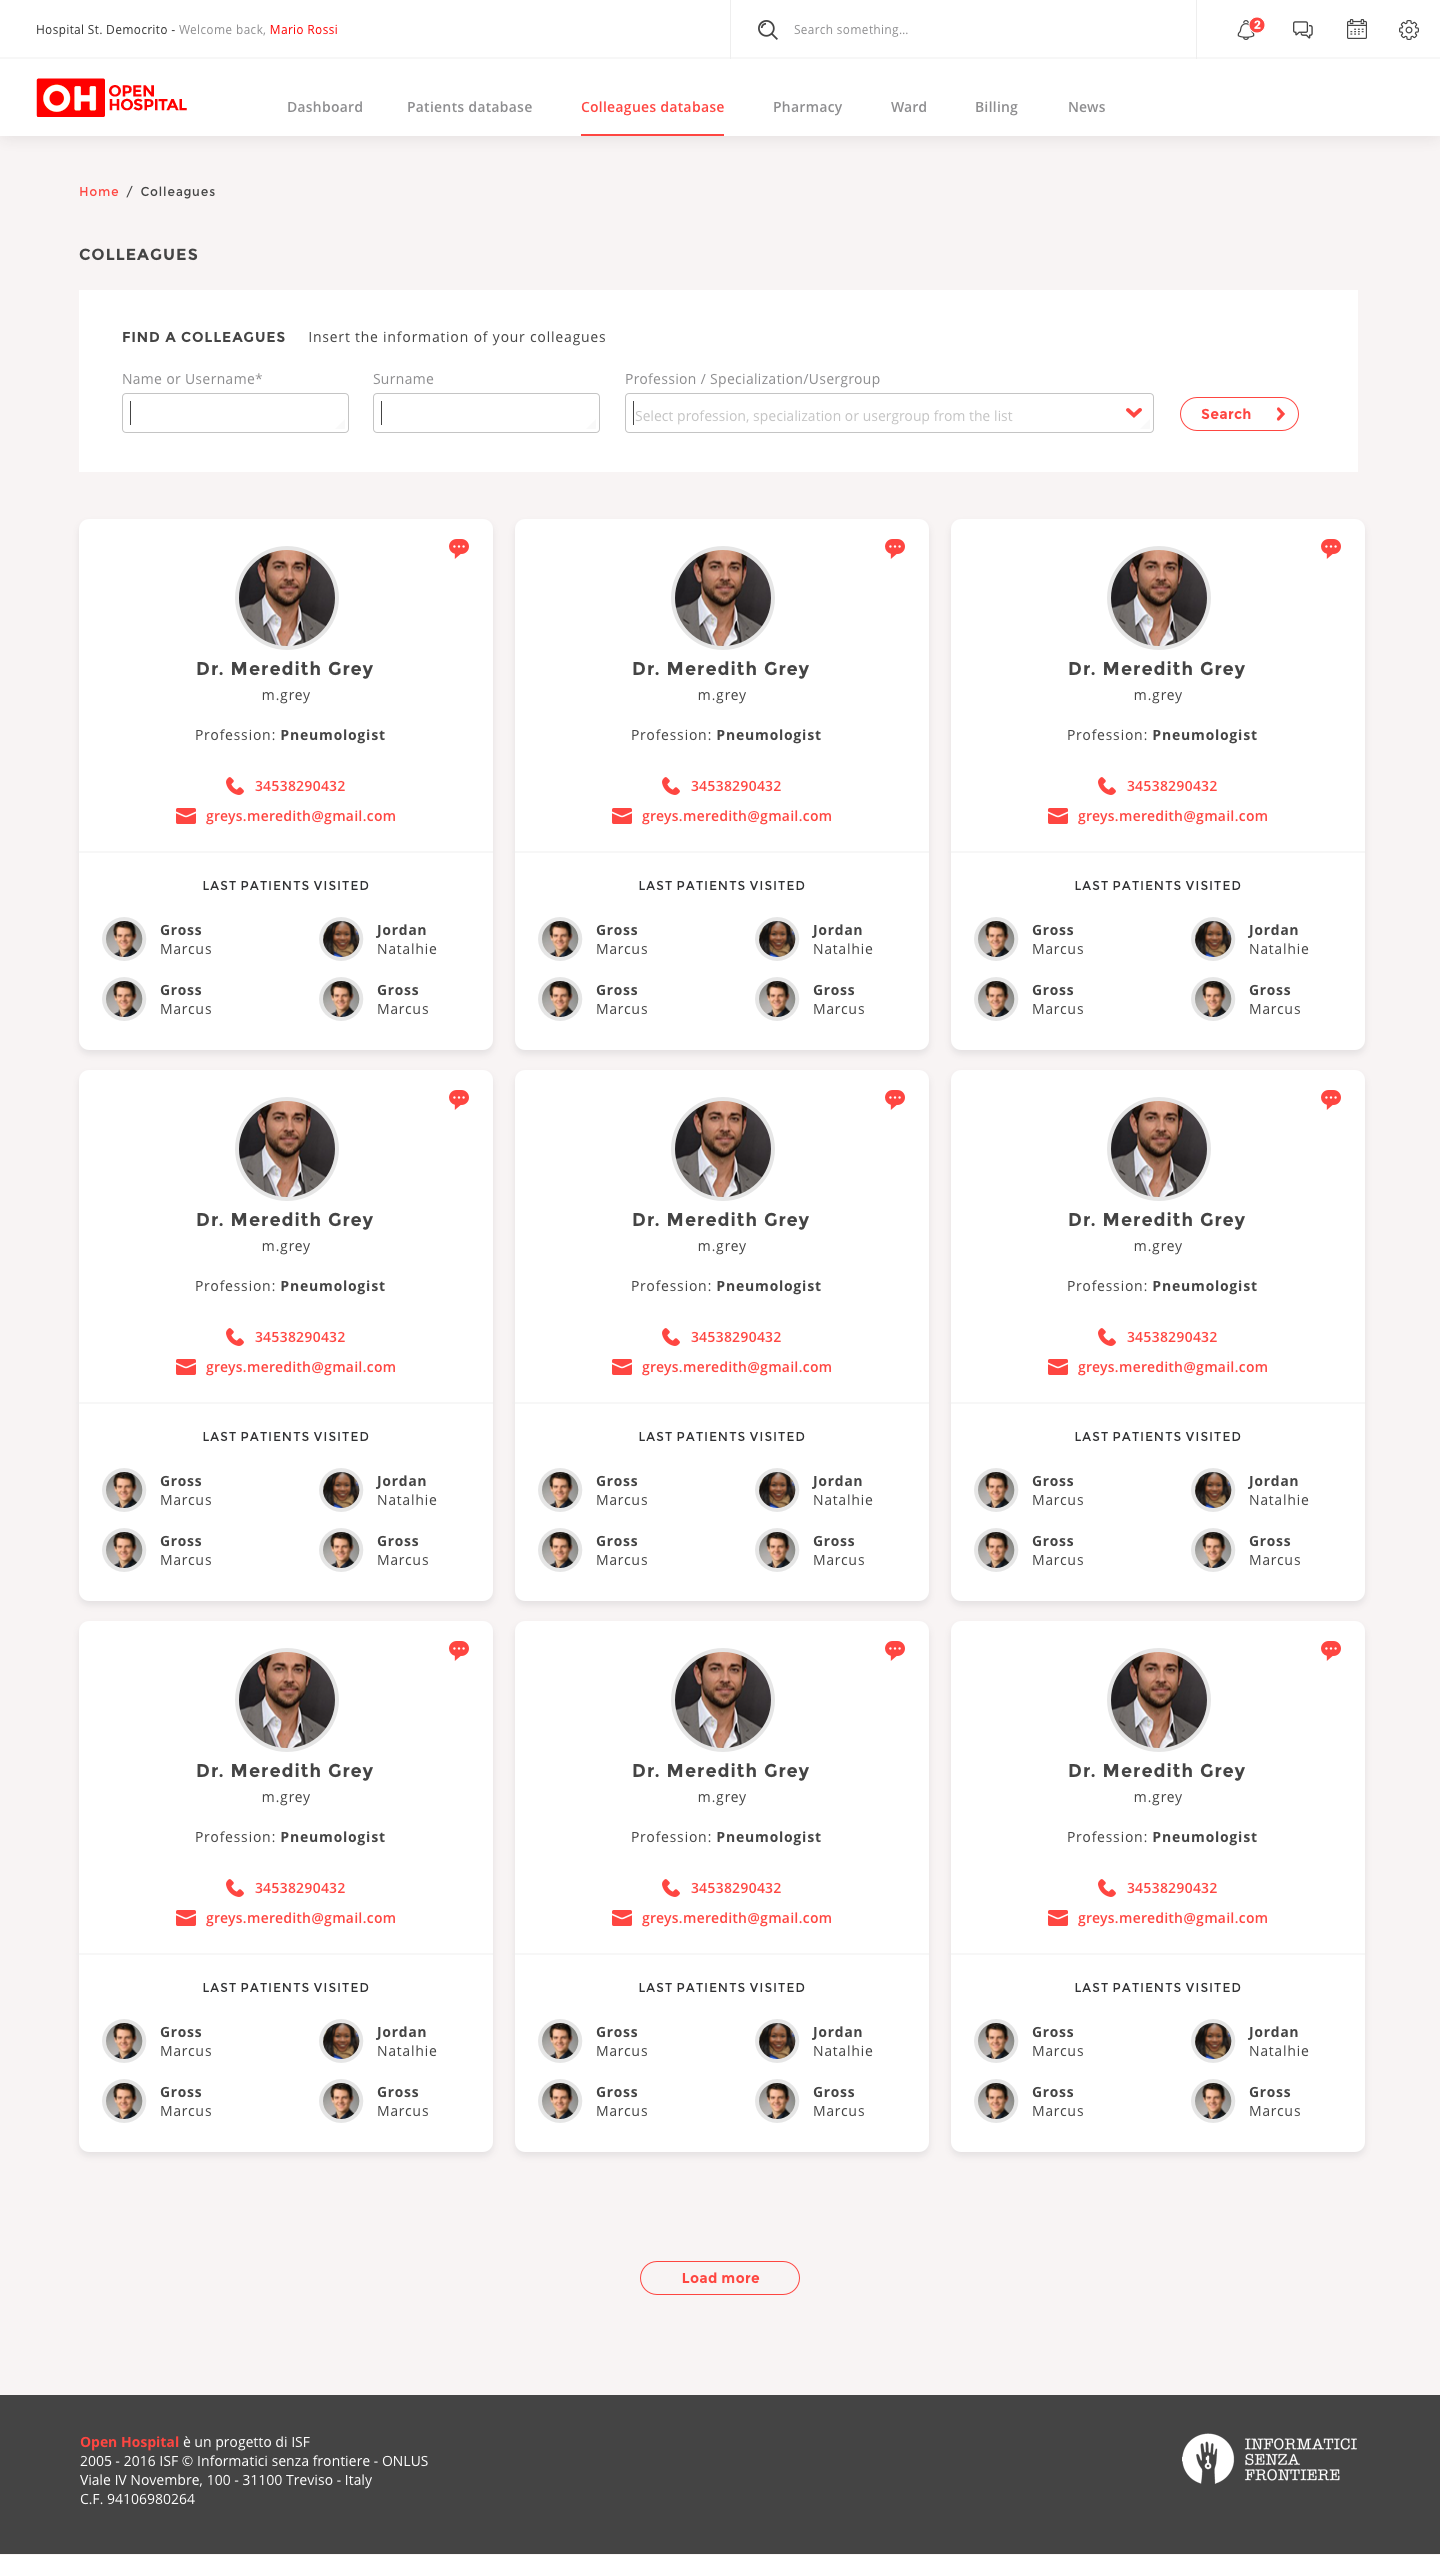 Hospital St. Democrito - Welcome back, Mario Rossi
Search something...
2
OH OPEN HOSPITAL
Dashboard Patients database Colleagues database Pharmacy Ward Billing News
Home / Colleagues
COLLEAGUES
FIND A COLLEAGUES Insert the information of your colleagues
Name or Username* Surname Profession / Specialization/Usergroup
Select profession, specialization or usergroup from the list Search
Dr. Meredith Grey Dr. Meredith Grey Dr. Meredith Grey
m.grey m.grey m.grey
Profession: Pneumologist Profession: Pneumologist Profession: Pneumologist
34538290432 34538290432 34538290432
greys.meredith@gmail.com greys.meredith@gmail.com greys.meredith@gmail.com
LAST PATIENTS VISITED LAST PATIENTS VISITED LAST PATIENTS VISITED
Gross Jordan Gross Jordan Gross Jordan
Marcus Natalhie Marcus Natalhie Marcus Natalhie
Gross Gross Gross Gross Gross Gross
Marcus Marcus Marcus Marcus Marcus Marcus
Dr. Meredith Grey Dr. Meredith Grey Dr. Meredith Grey
m.grey m.grey m.grey
Profession: Pneumologist Profession: Pneumologist Profession: Pneumologist
34538290432 34538290432 34538290432
greys.meredith@gmail.com greys.meredith@gmail.com greys.meredith@gmail.com
LAST PATIENTS VISITED LAST PATIENTS VISITED LAST PATIENTS VISITED
Gross Jordan Gross Jordan Gross Jordan
Marcus Natalhie Marcus Natalhie Marcus Natalhie
Gross Gross Gross Gross Gross Gross
Marcus Marcus Marcus Marcus Marcus Marcus
Dr. Meredith Grey Dr. Meredith Grey Dr. Meredith Grey
m.grey m.grey m.grey
Profession: Pneumologist Profession: Pneumologist Profession: Pneumologist
34538290432 34538290432 34538290432
greys.meredith@gmail.com greys.meredith@gmail.com greys.meredith@gmail.com
LAST PATIENTS VISITED LAST PATIENTS VISITED LAST PATIENTS VISITED
Gross Jordan Gross Jordan Gross Jordan
Marcus Natalhie Marcus Natalhie Marcus Natalhie
Gross Gross Gross Gross Gross Gross
Marcus Marcus Marcus Marcus Marcus Marcus
Load more
Open Hospital è un progetto di ISF
2005 - 2016 ISF © Informatici senza frontiere - ONLUS
Viale IV Novembre, 100 - 31100 Treviso - Italy
C.F. 94106980264
INFORMATICI
SENZA
FRONTIERE